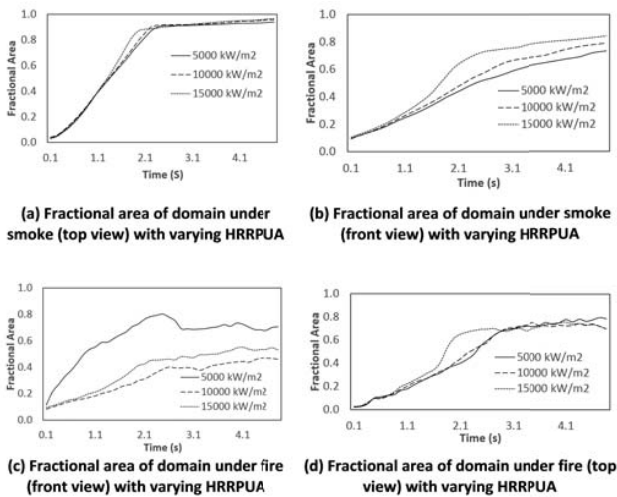 (a)
1.0
0.8
0.6
0.4
0.2
0.0
Fractional Area
5000 kW/m2
10000 kW/m2
15000 kW/m2
0.1 1.1 2.1 3.1 4.1
Time (S)
(a) Fractional area of domain under
smoke (top view) with varying HRRPUA
(b)
1.0
0.8
0.6
0.4
0.2
0.0
Fractional Area
5000 kW/m2
10000 kW/m2
15000 kW/m2
0.1 1.1 2.1 3.1 4.1
Time (s)
(b) Fractional area of domain under smoke
(front view) with varying HRRPUA
(c)
1.0
0.8
0.6
0.4
0.2
0.0
Fractional Area
5000 kW/m2
10000 kW/m2
15000 kW/m2
0.1 1.1 2.1 3.1 4.1
Time (s)
(c) Fractional area of domain under fire
(front view) with varying HRRPUA
(d)
1.0
0.8
0.6
0.4
0.2
0.0
Fractional Area
5000 kW/m2
10000 kW/m2
15000 kW/m2
0.1 1.1 2.1 3.1 4.1
Time (s)
(d) Fractional area of domain under fire (top
view) with varying HRRPUA